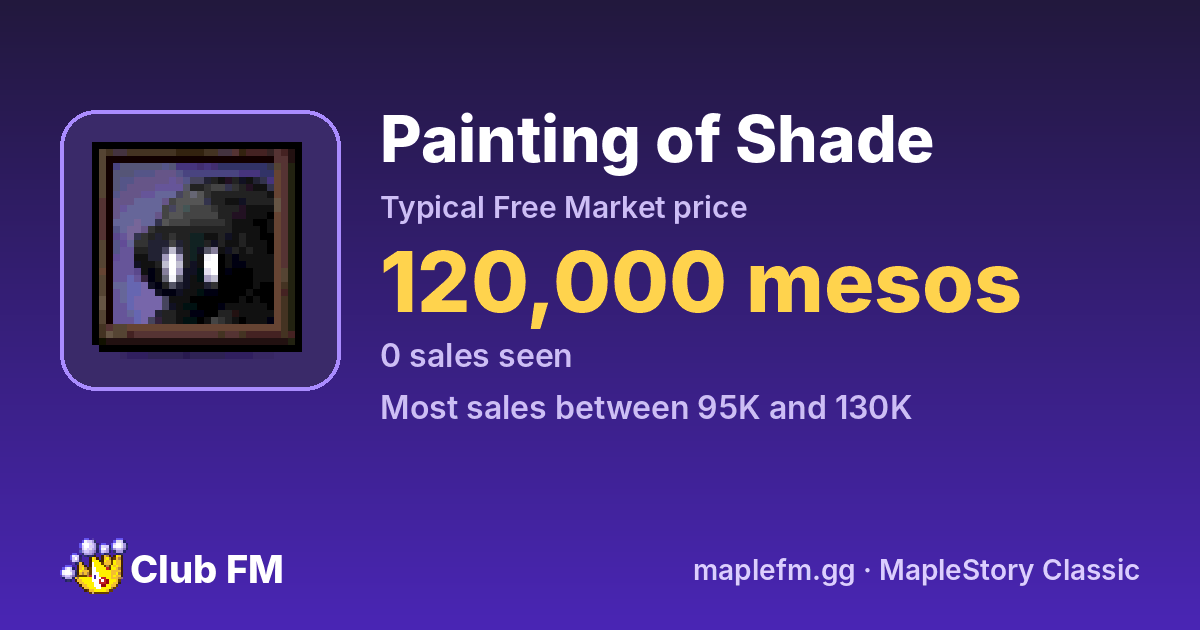 Painting of Shade
Typical Free Market price
120,000 mesos
0 sales seen
Most sales between 95K and 130K
Club FM
maplefm.gg · MapleStory Classic